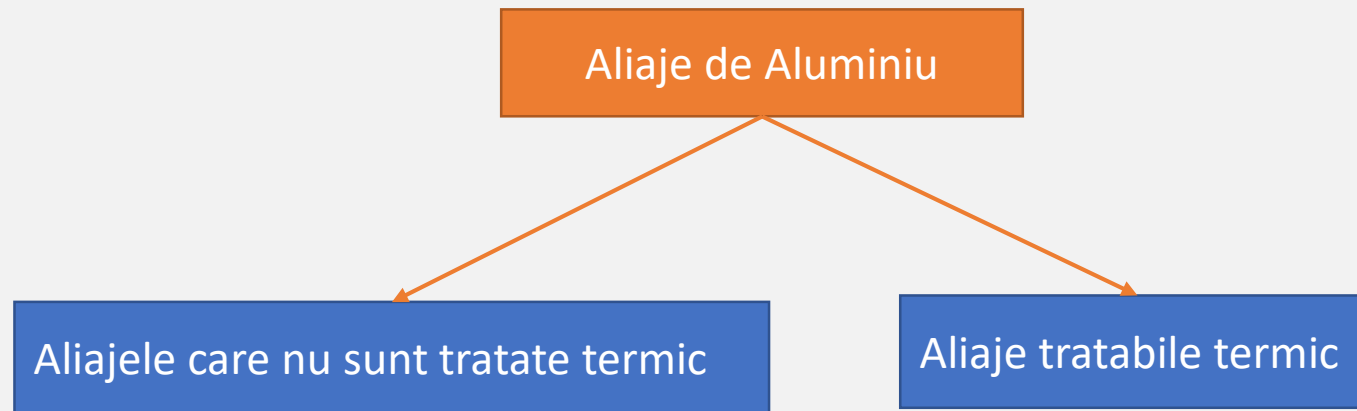 Aliaje de Aluminiu
Aliajele care nu sunt tratate termic
Aliaje tratabile termic